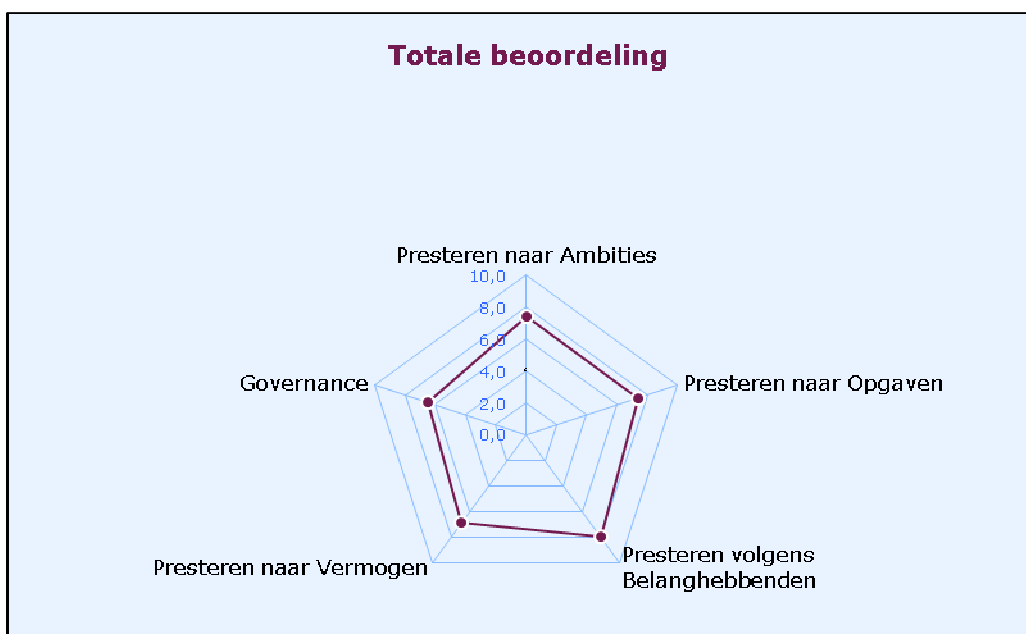 Totale beoordeling
Presteren naar Ambities
10,0
8,0
6,0
4,0
2,0
0,0
Governance
Presteren naar Opgaven
Presteren naar Vermogen
Presteren volgens
Belanghebbenden